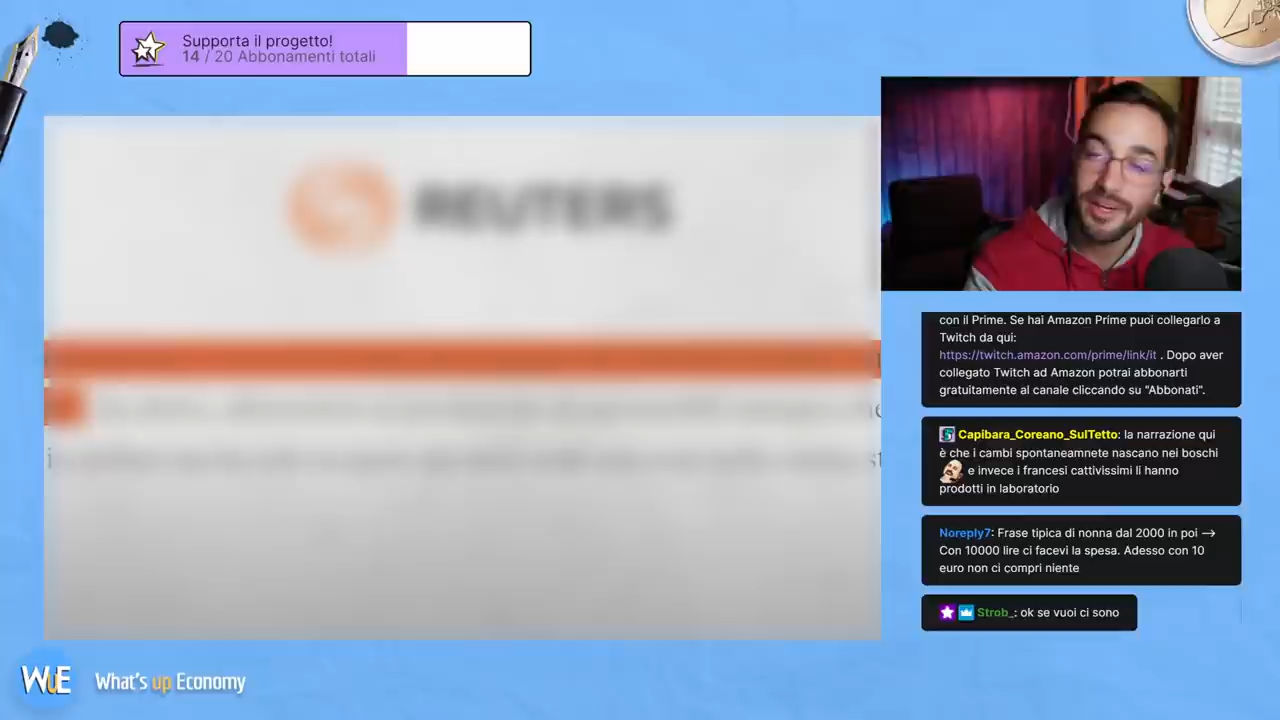 Supporta il progetto!
14 / 20 Abbonamenti totali
REUTERS
con il Prime. Se hai Amazon Prime puoi collegarlo a
Twitch da qui:
https://twitch.amazon.com/prime/link/it . Dopo aver
collegato Twitch ad Amazon potrai abbonarti
gratuitamente al canale cliccando su "Abbonati".
Capibara_Coreano_SulTetto: la narrazione qui
è che i cambi spontaneamnete nascano nei boschi
e invece i francesi cattivissimi li hanno
prodotti in laboratorio
Noreply7: Frase tipica di nonna dal 2000 in poi -->
Con 10000 lire ci facevi la spesa. Adesso con 10
euro non ci compri niente
Strob_: ok se vuoi ci sono
WuE What's up Economy